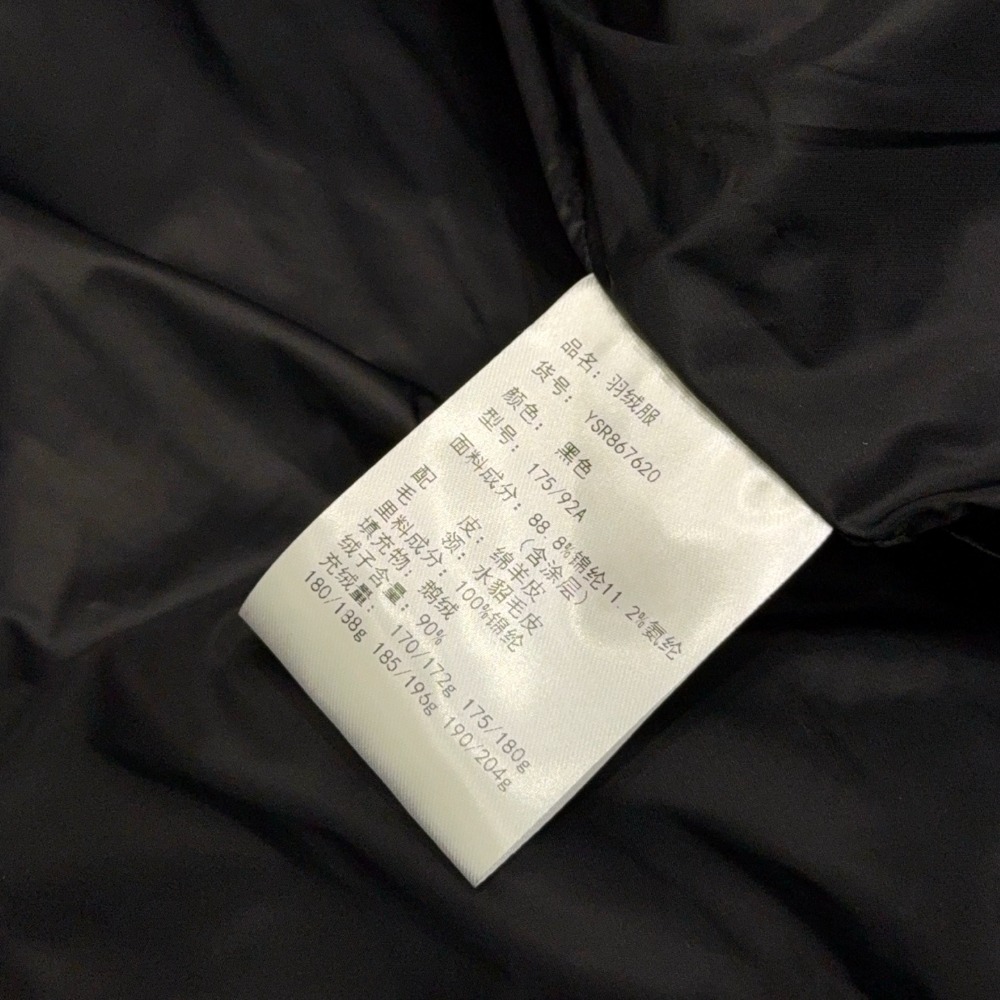 品名：羽绒服
货号： YSR867620
颜色： 黑色
型号： 175/92A
面料成分：88.8%锦纶11.2%氨纶
（含涂层）
配 皮：绵羊皮
毛 领：水貂毛皮
里料成分：100%锦纶
填充物：鹅绒
绒子含量：90%
充绒量： 170/172g 175/180g
180/188g 185/196g 190/204g